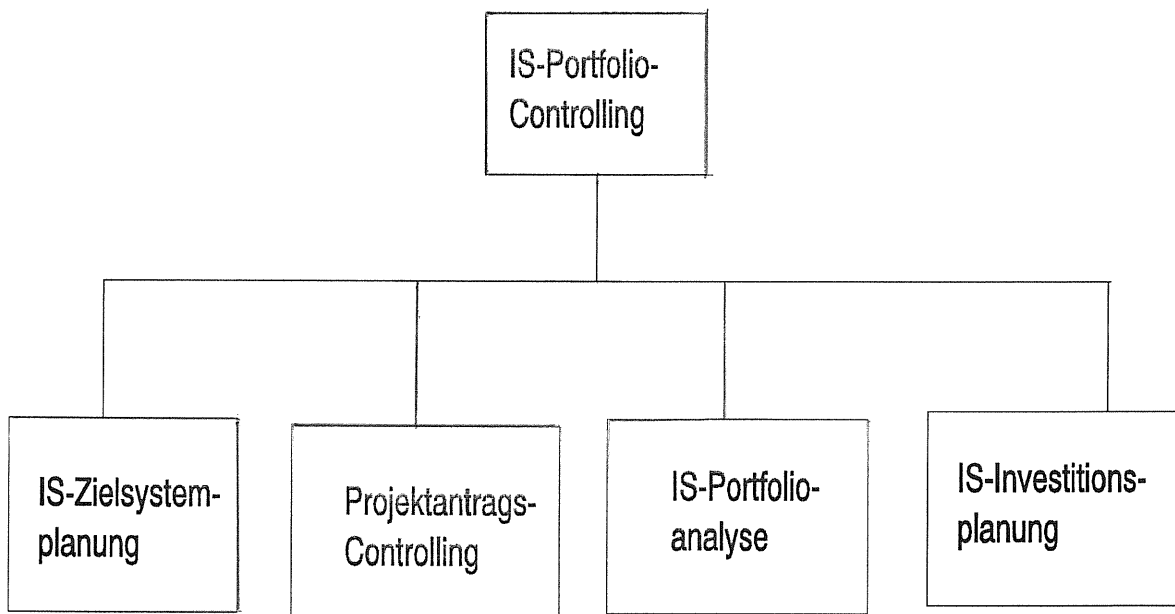 IS-Portfolio-
Controlling
IS-Zielsystem-
planung
Projektantrags-
Controlling
IS-Portfolio-
analyse
IS-Investitions-
planung